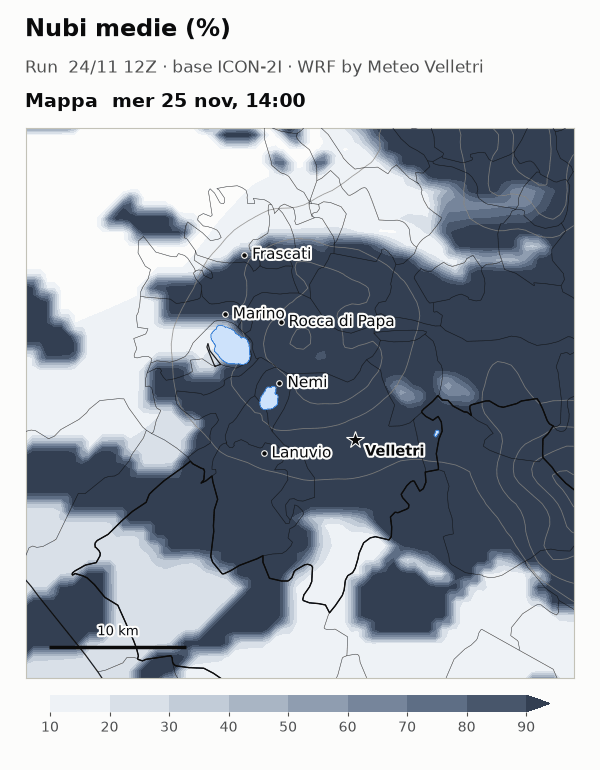 Nubi medie (%)
Run  24/11 12Z · base ICON-2I · WRF by Meteo Velletri
Mappa  mer 25 nov, 14:00
Frascati
Marino
Rocca di Papa
Nemi
Velletri
Lanuvio
10 km
10 20 30 40 50 60 70 80 90